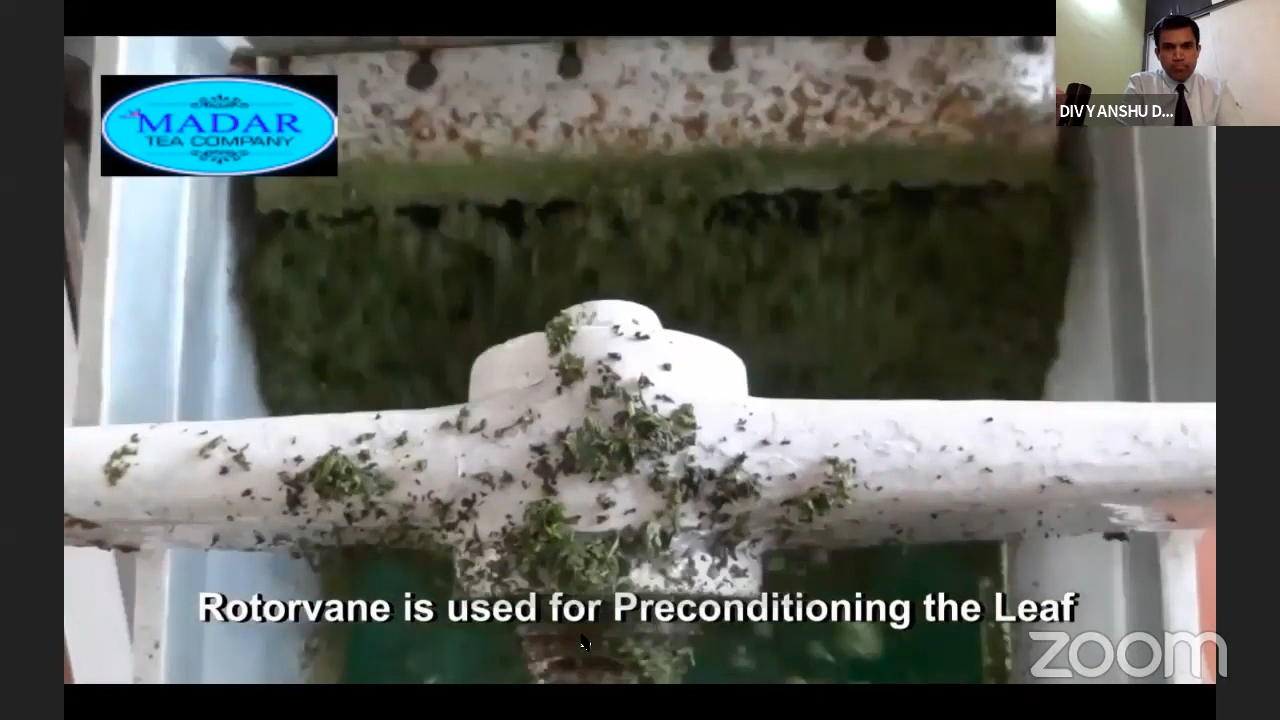 MADAR
TEA COMPANY
DIVYANSHU D...
Rotorvane is used for Preconditioning the Leaf
zoom